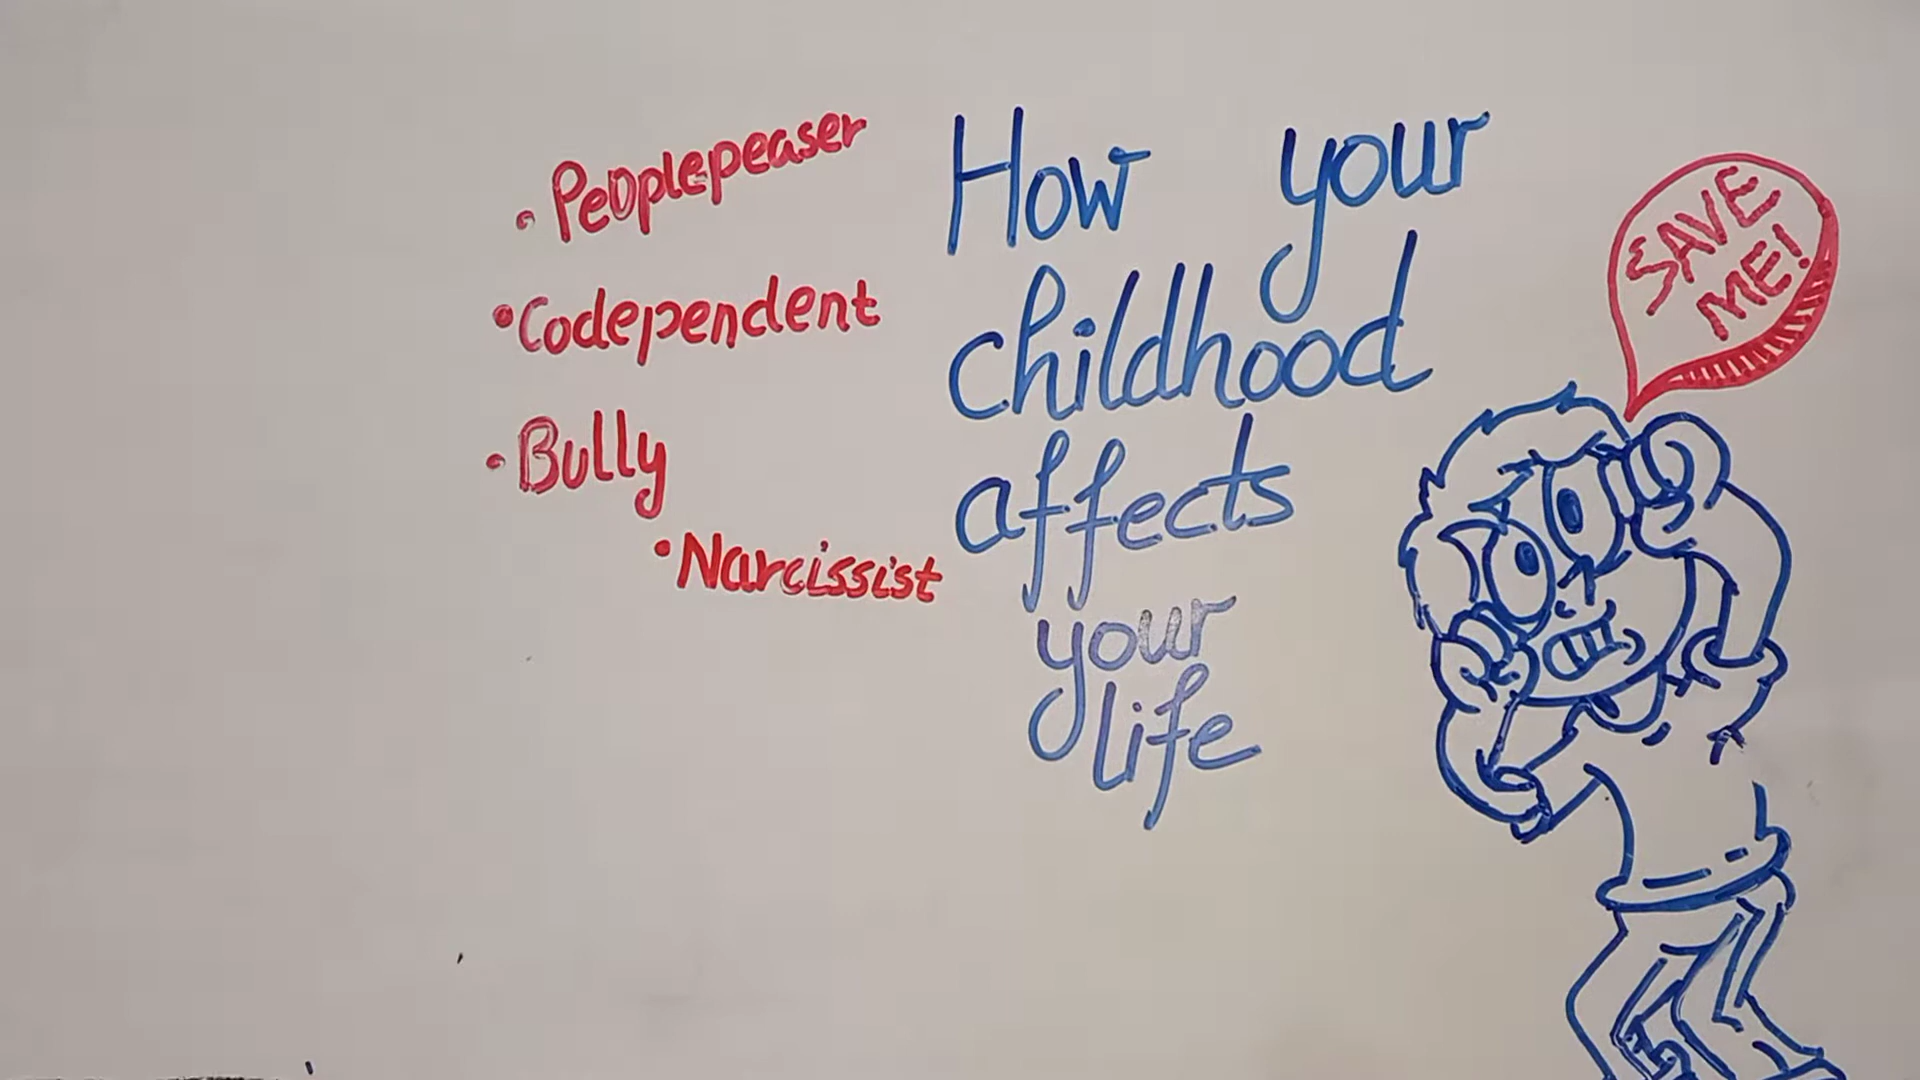 • Peoplepeaser
• Codependent
• Bully
• Narcissist
How your
childhood
affects
your
life
SAVE
ME!